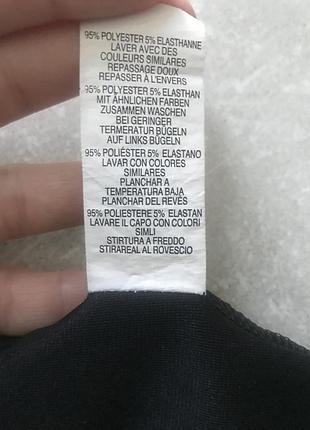 95% POLYESTER 5% ELASTHANNE
LAVER AVEC DES
COULEURS SIMILARES
REPASSAGE DOUX
REPASSER À L'ENVERS
95% POLYESTER 5% ELASTHAN
MIT ÄHNLICHEN FARBEN
ZUSAMMEN WASCHEN
BEI GERINGER
TERMERATUR BÜGELN
AUF LINKS BÜGELN
95% POLIÉSTER 5% ELASTANO
LAVAR CON COLORES
SIMILARES
PLANCHAR A
TEMPERATURA BAJA
PLANCHAR DEL REVÉS
95% POLIESTERE 5% ELASTAN
LAVARE IL CAPO CON COLORI
SIMLI
STIRTURA A FREDDO
STIRAREAL AL ROVESCIO